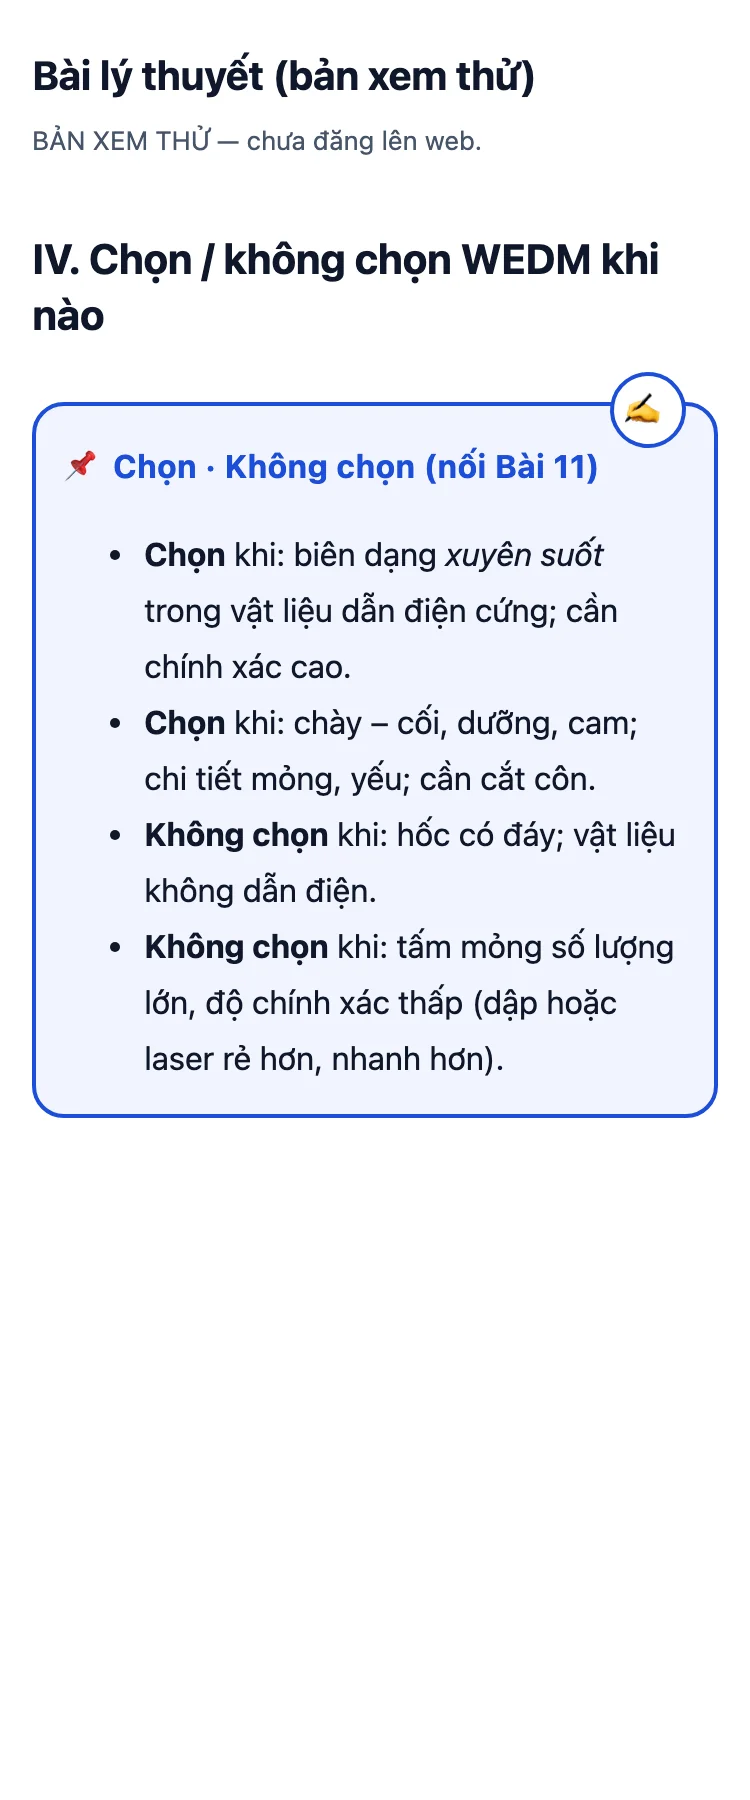 Bài lý thuyết (bản xem thử)
BẢN XEM THỬ — chưa đăng lên web.
IV. Chọn / không chọn WEDM khi
nào
Chọn · Không chọn (nối Bài 11)
• Chọn khi: biên dạng xuyên suốt
trong vật liệu dẫn điện cứng; cần
chính xác cao.
• Chọn khi: chày – cối, dưỡng, cam;
chi tiết mỏng, yếu; cần cắt côn.
• Không chọn khi: hốc có đáy; vật liệu
không dẫn điện.
• Không chọn khi: tấm mỏng số lượng
lớn, độ chính xác thấp (dập hoặc
laser rẻ hơn, nhanh hơn).